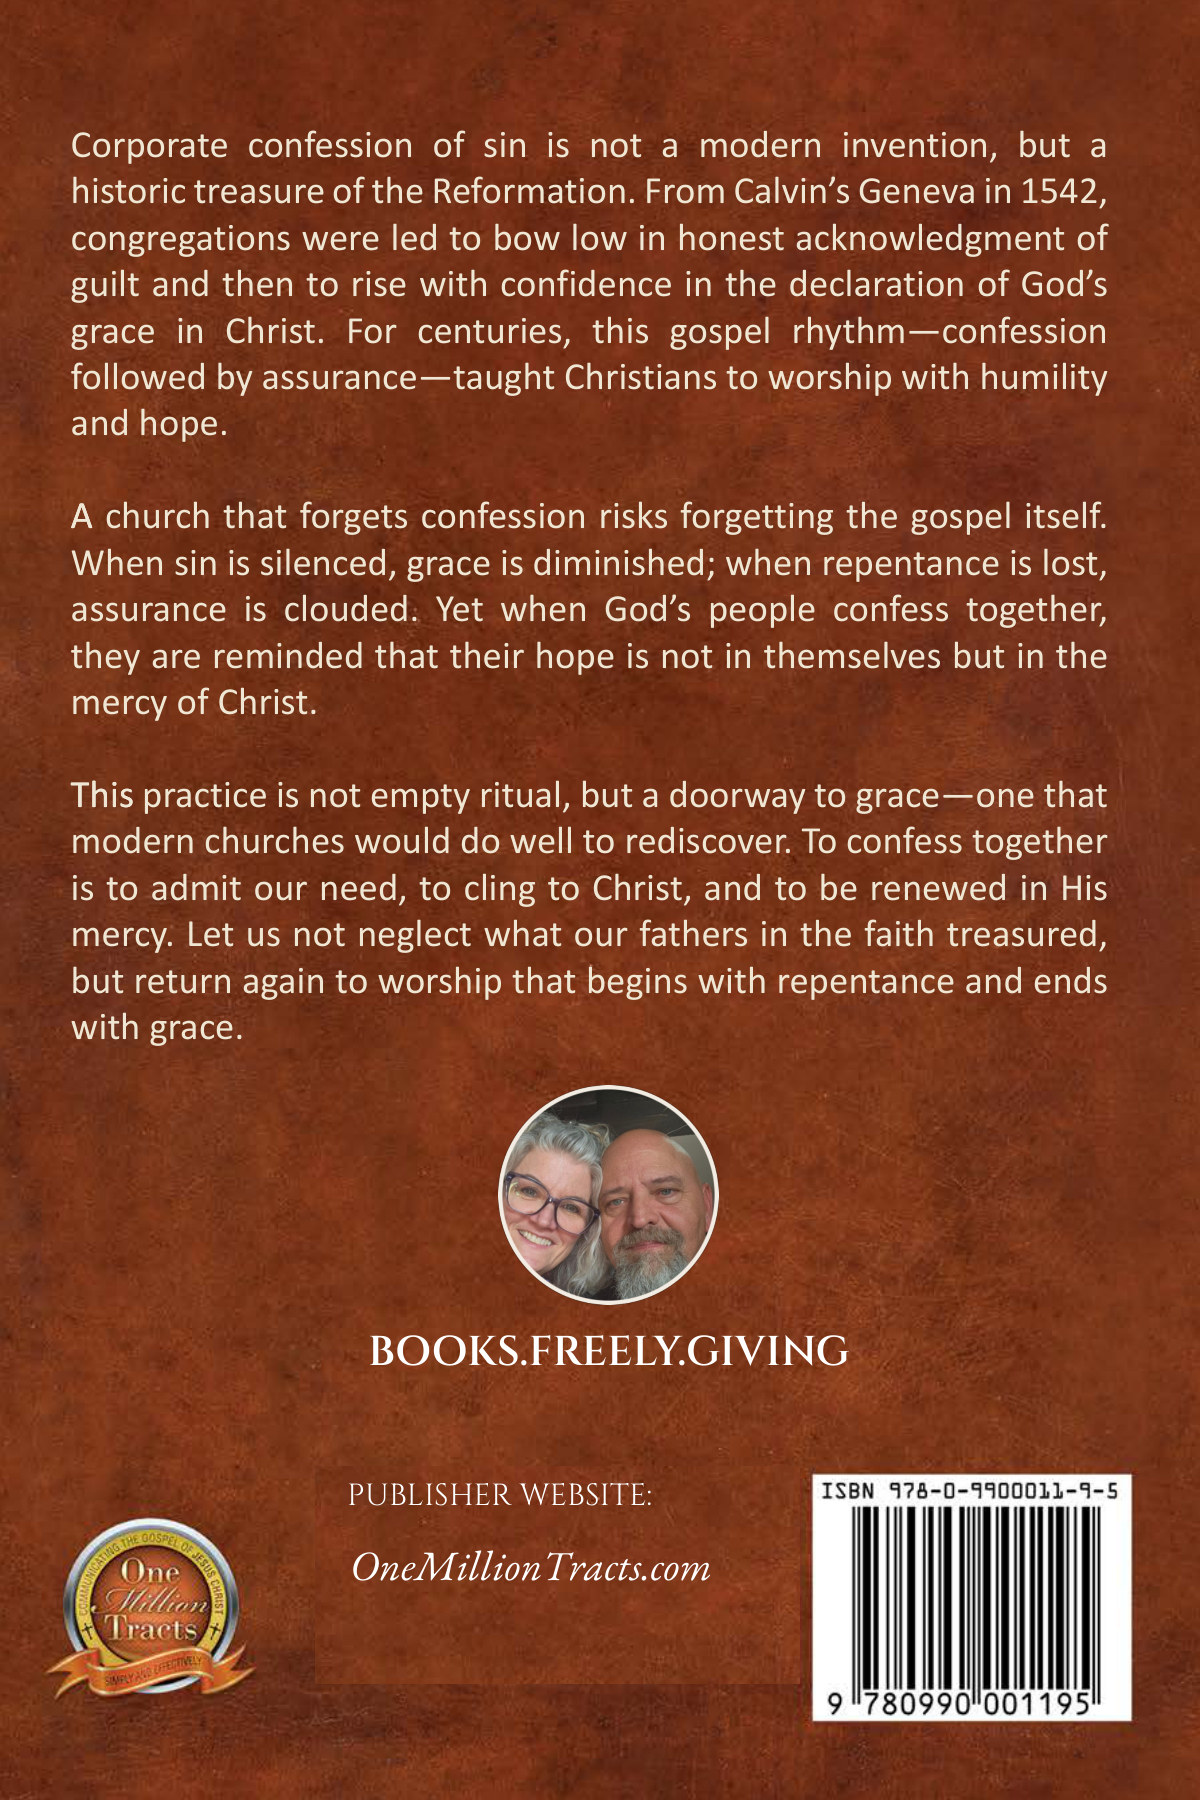 Corporate confession of sin is not a modern invention, but a
historic treasure of the Reformation. From Calvin’s Geneva in 1542,
congregations were led to bow low in honest acknowledgment of
guilt and then to rise with confidence in the declaration of God’s
grace in Christ. For centuries, this gospel rhythm—confession
followed by assurance—taught Christians to worship with humility
and hope.
A church that forgets confession risks forgetting the gospel itself.
When sin is silenced, grace is diminished; when repentance is lost,
assurance is clouded. Yet when God’s people confess together,
they are reminded that their hope is not in themselves but in the
mercy of Christ.
This practice is not empty ritual, but a doorway to grace—one that
modern churches would do well to rediscover. To confess together
is to admit our need, to cling to Christ, and to be renewed in His
mercy. Let us not neglect what our fathers in the faith treasured,
but return again to worship that begins with repentance and ends
with grace.
BOOKS.FREELY.GIVING
PUBLISHER WEBSITE:
OneMillionTracts.com
COMMUNICATING THE GOSPEL OF JESUS CHRIST
One
Million
Tracts
SIMPLY AND EFFECTIVELY
ISBN 978-0-9900011-9-5
9 780990 001195